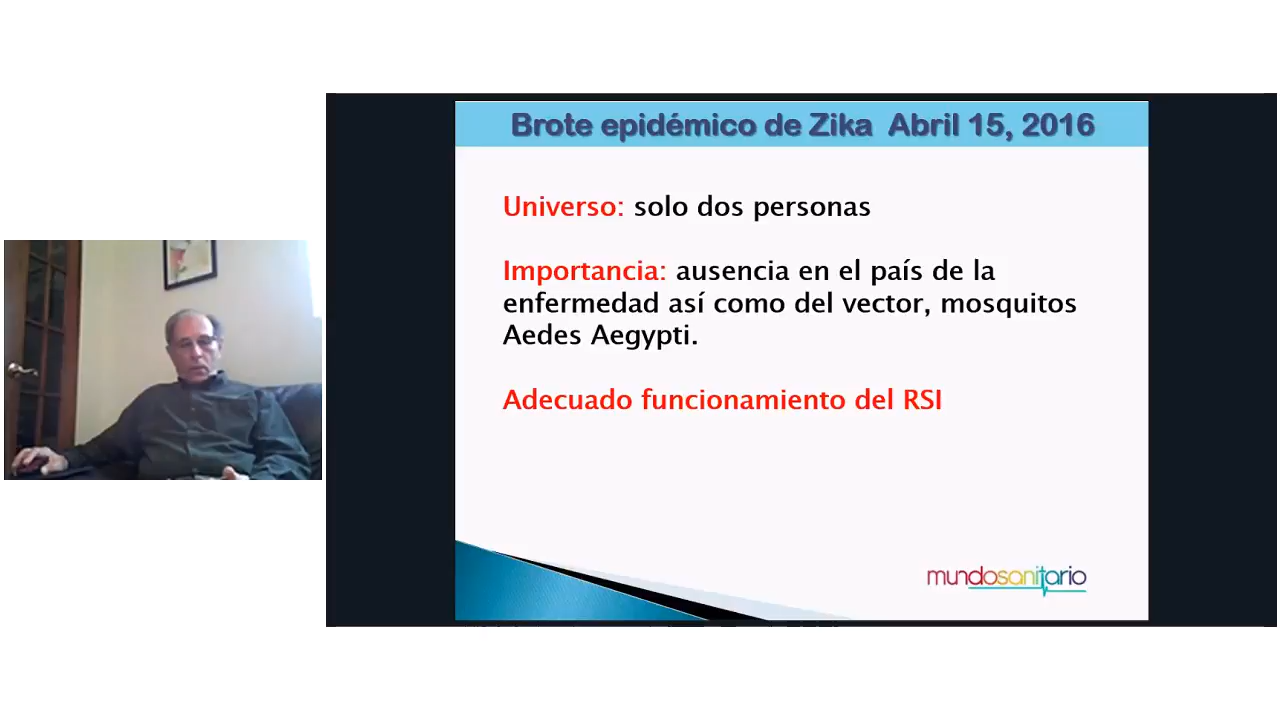 Brote epidémico de Zika Abril 15, 2016
Universo: solo dos personas
Importancia: ausencia en el país de la
enfermedad así como del vector, mosquitos
Aedes Aegypti.
Adecuado funcionamiento del RSI
mundosanitario